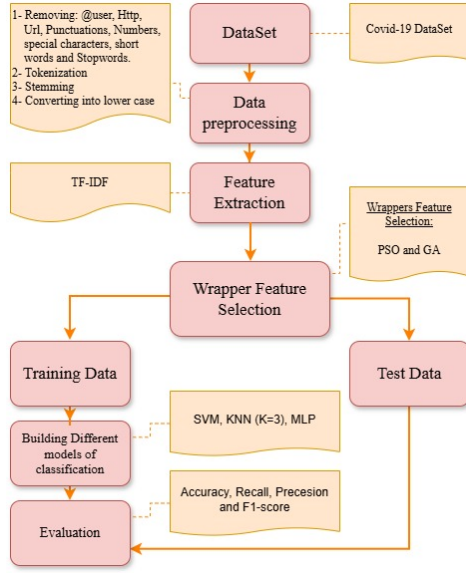 1- Removing: @user, Http,
Url, Punctuations, Numbers,
special characters, short
words and Stopwords.
2- Tokenization
3- Stemming
4- Converting into lower case
DataSet
Covid-19 DataSet
Data
preprocessing
TF-IDF
Feature
Extraction
Wrappers Feature
Selection:
PSO and GA
Wrapper Feature
Selection
Training Data
Test Data
Building Different
models of
classification
SVM, KNN (K=3), MLP
Evaluation
Accuracy, Recall, Precesion
and F1-score